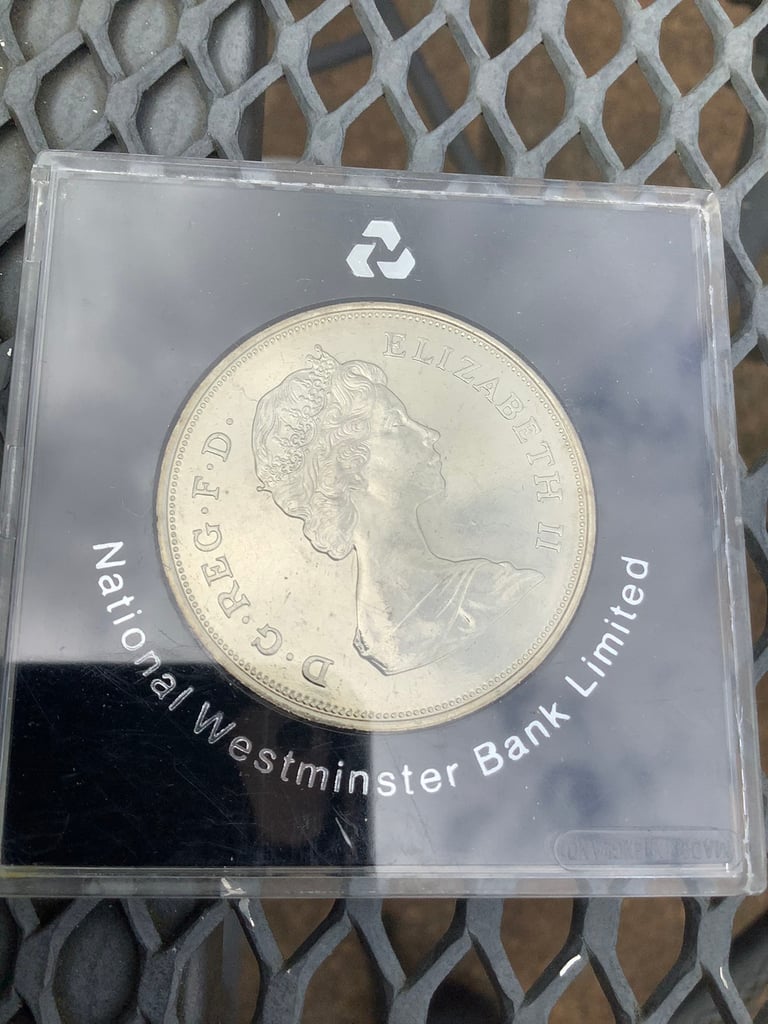 D·G·REG·F·D.
ELIZABETH II
National Westminster Bank Limited